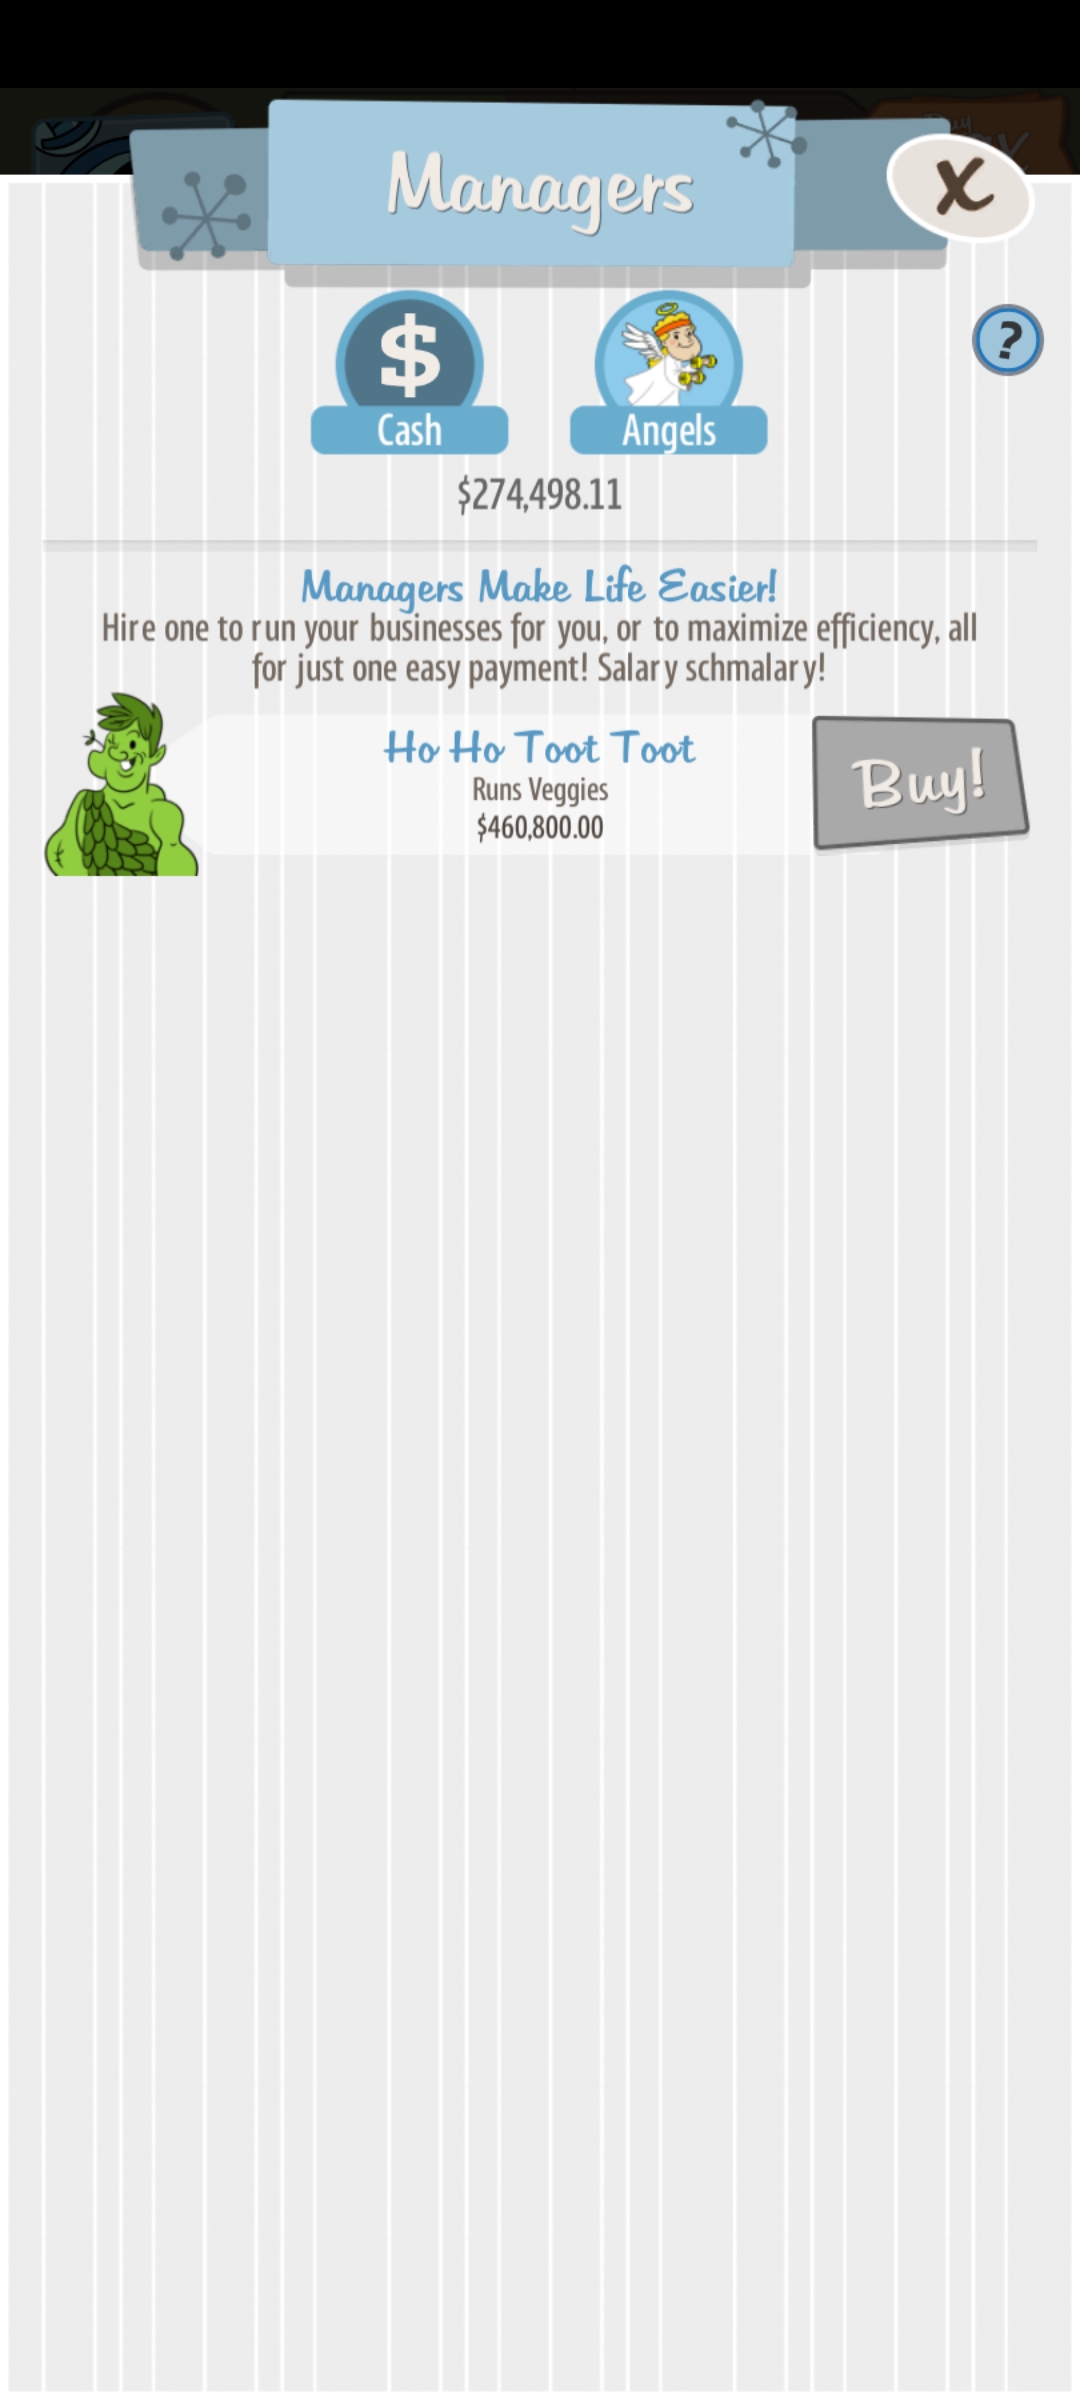 Managers
X
$
Cash
Angels
?
$274,498.11
Managers Make Life Easier!
Hire one to run your businesses for you, or to maximize efficiency, all
for just one easy payment! Salary schmalary!
Ho Ho Toot Toot
Runs Veggies
$460,800.00
Buy!